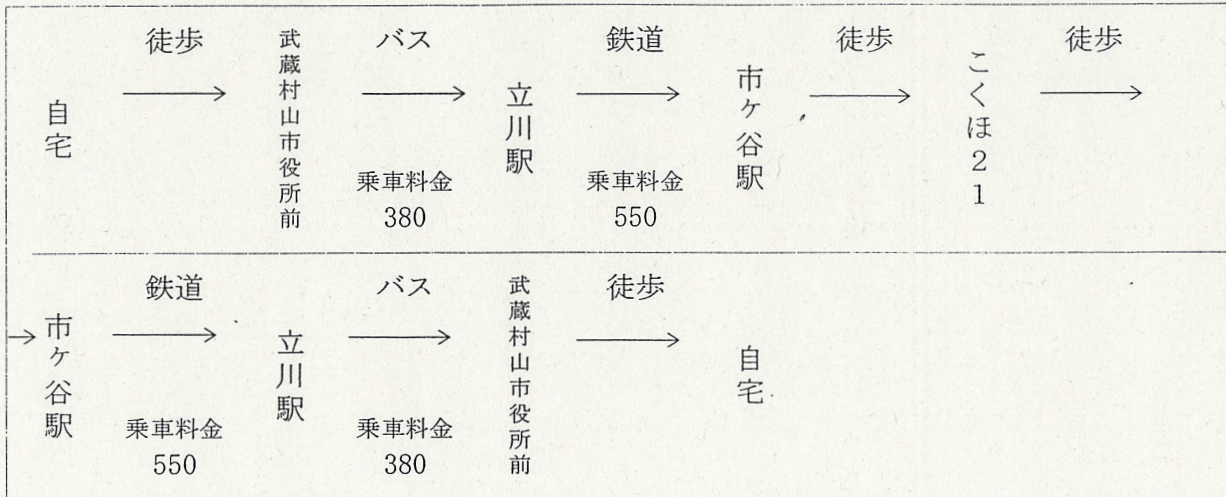 徒歩 バス 鉄道 徒歩 徒歩
自宅 → 武蔵村山市役所前 → 立川駅 → 市ケ谷駅 → こくほ21 →
乗車料金 乗車料金
380 550
鉄道 バス 徒歩
→ 市ケ谷駅 → 立川駅 → 武蔵村山市役所前 → 自宅
乗車料金 乗車料金
550 380